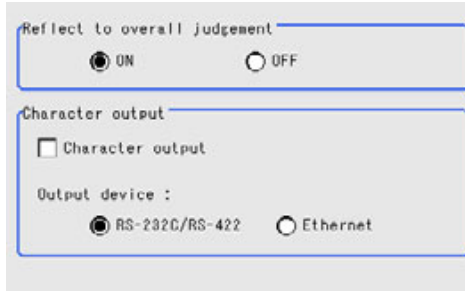 Reflect to overall judgement
ON OFF
Character output
Character output
Output device :
RS-232C/RS-422 Ethernet